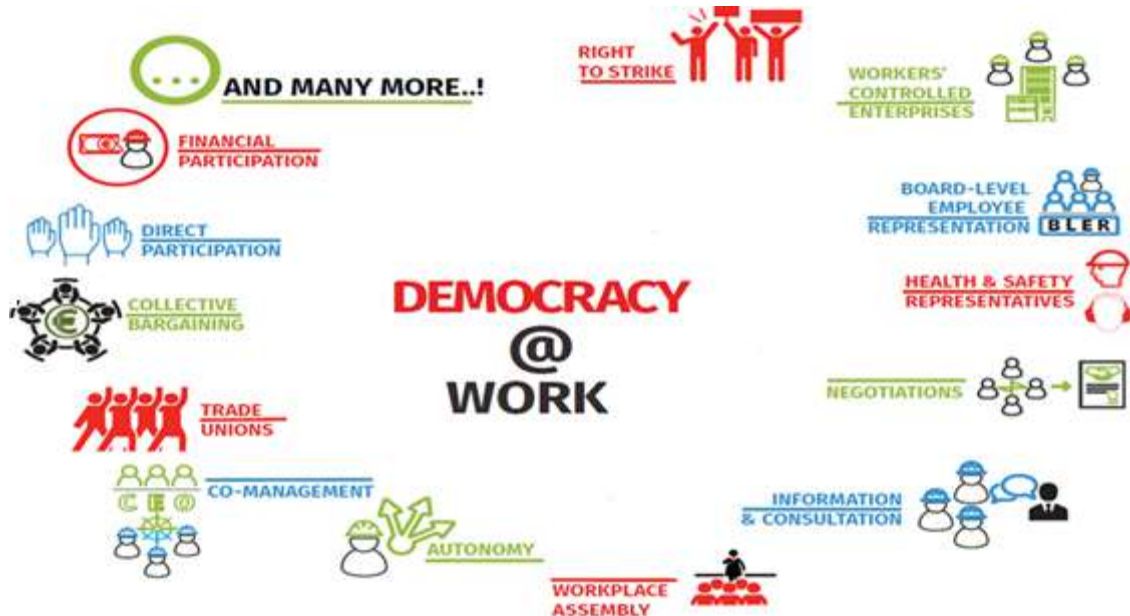 AND MANY MORE..!
RIGHT
TO STRIKE
WORKERS'
CONTROLLED
ENTERPRISES
FINANCIAL
PARTICIPATION
BOARD-LEVEL
EMPLOYEE
REPRESENTATION
BLER
DIRECT
PARTICIPATION
HEALTH & SAFETY
REPRESENTATIVES
COLLECTIVE
BARGAINING
€
DEMOCRACY
@
WORK
NEGOTIATIONS
TRADE
UNIONS
CEO
CO-MANAGEMENT
INFORMATION
& CONSULTATION
AUTONOMY
WORKPLACE
ASSEMBLY